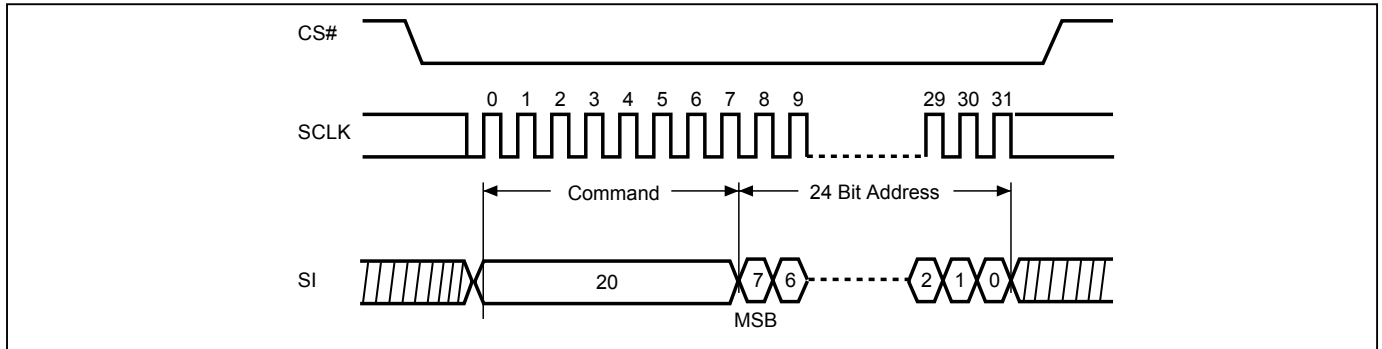 CS#
0 1 2 3 4 5 6 7 8 9 29 30 31
SCLK
Command 24 Bit Address
SI 20 7 6 2 1 0
MSB